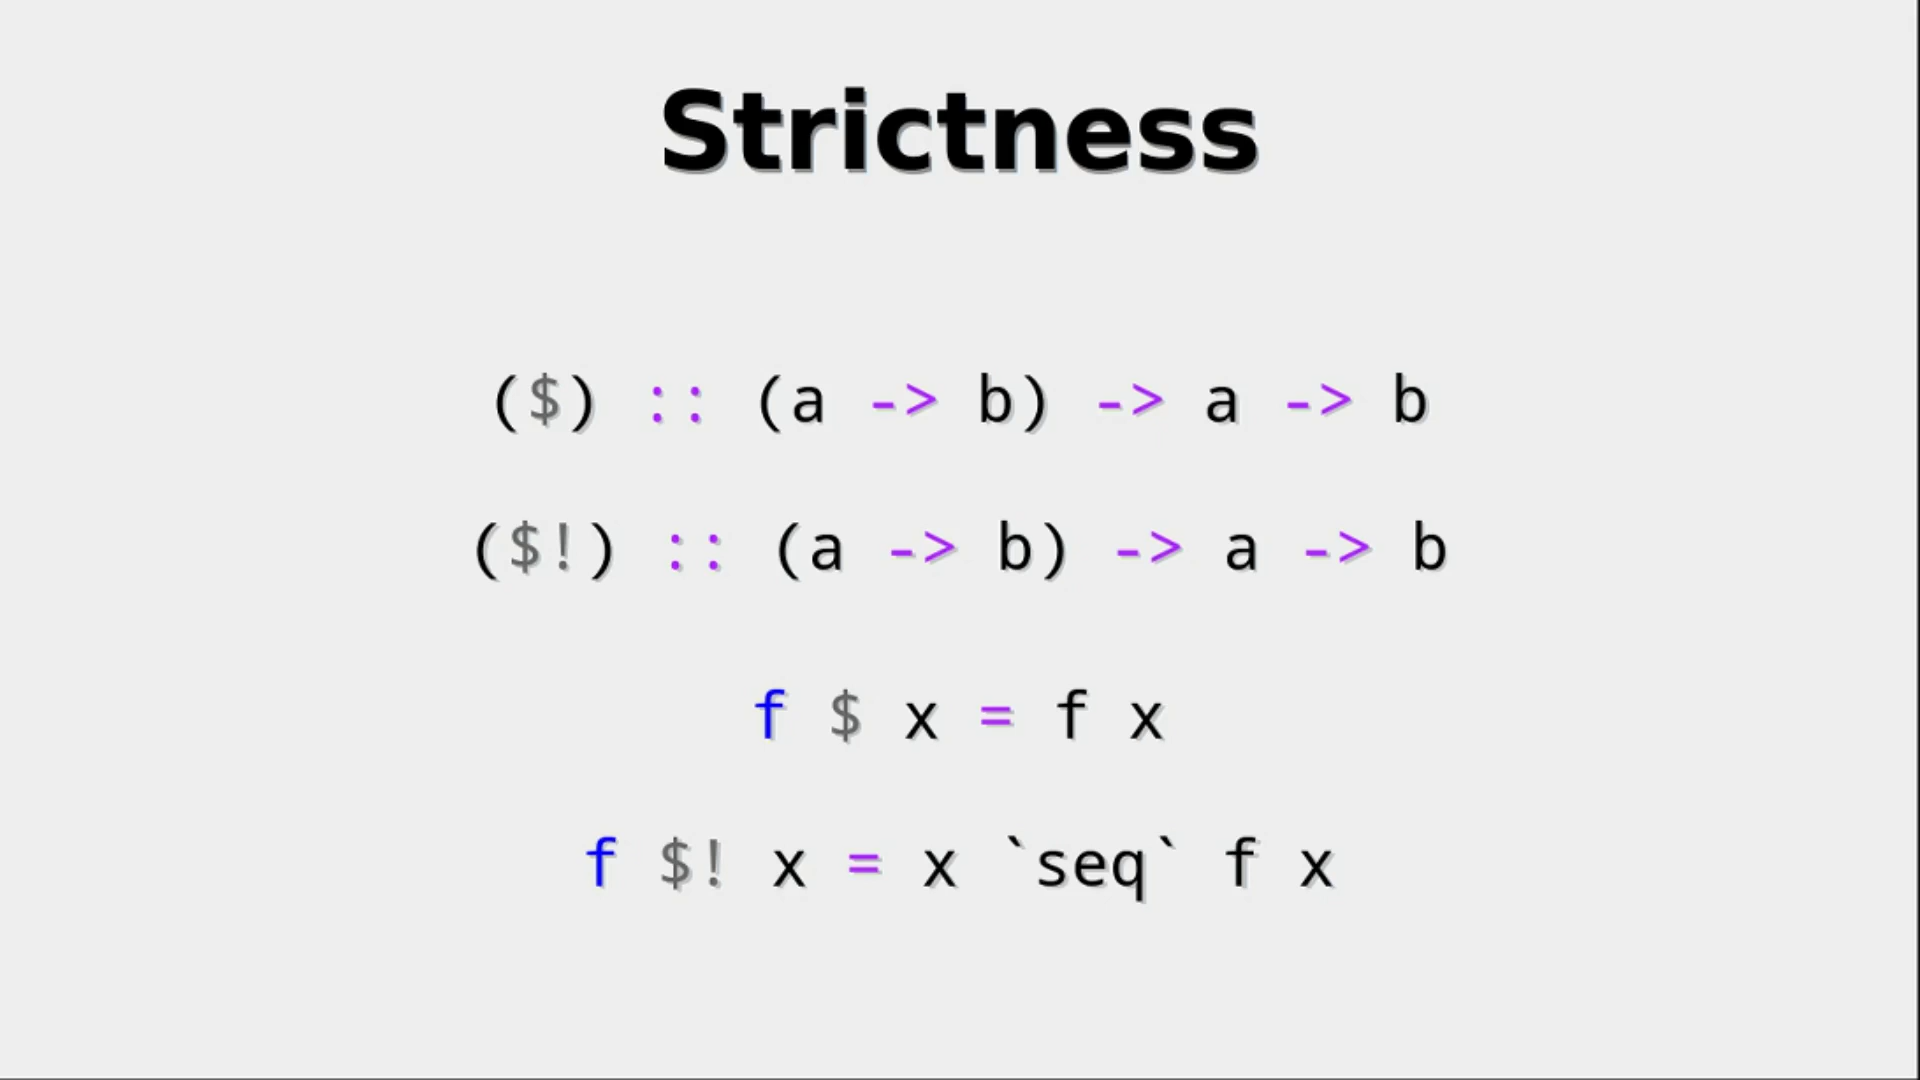 Strictness
($) :: (a -> b) -> a -> b
($!) :: (a -> b) -> a -> b
f $ x = f x
f $! x = x `seq` f x